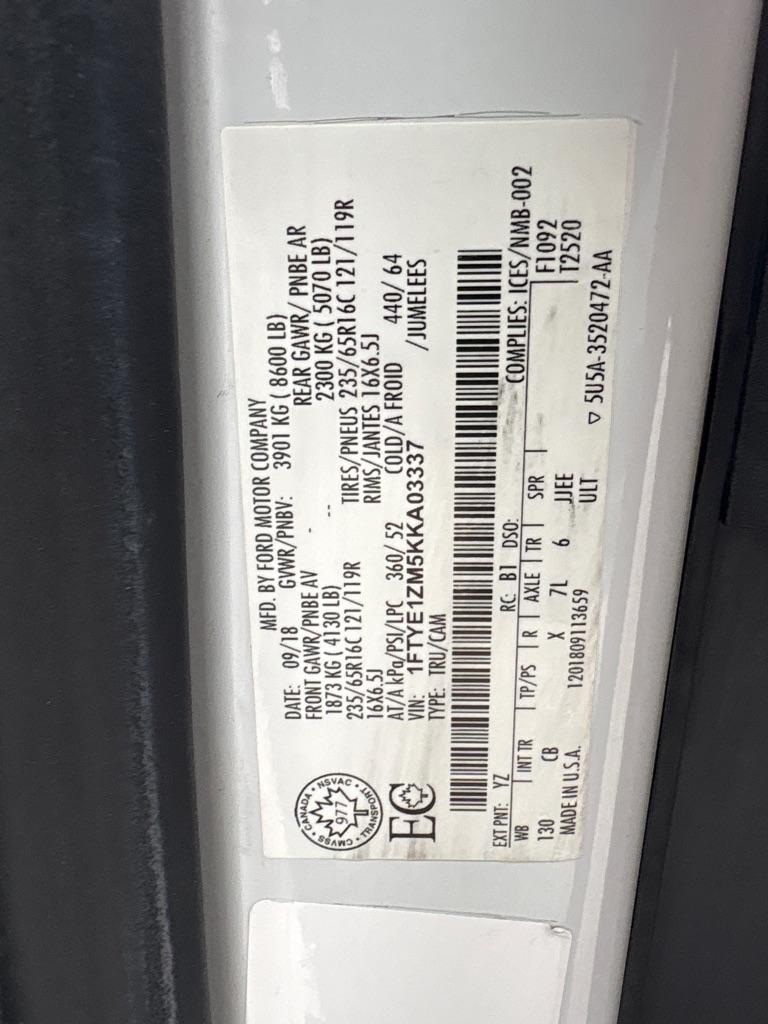 MFD. BY FORD MOTOR COMPANY
DATE: 09/18 GVWR/PNBV: 3901 KG ( 8600 LB)
FRONT GAWR/PNBE AV - REAR GAWR/ PNBE AR
1873 KG ( 4130 LB) -- 2300 KG ( 5070 LB)
235/65R16C 121/119R TIRES/PNEUS 235/65R16C 121/119R
16X6.5J RIMS/JANTES 16X6.5J
AT/A kPa/PSI/LPC 360/ 52 COLD/A FROID 440/ 64
VIN: 1FTYE1ZM5KKA03337 /JUMELEES
TYPE: TRU/CAM
CMVSS • CANADA • NSVAC • TRANSPORT •
977
EC
EXT PNT: YZ RC: B1 DSO: COMPLIES: ICES/NMB-002
WB INT TR TP/PS R AXLE TR SPR F1092
130 CB X 7L 6 JJEE T2520
MADE IN U.S.A. 1201809113659 ULT
▽ 5U5A-3520472-AA